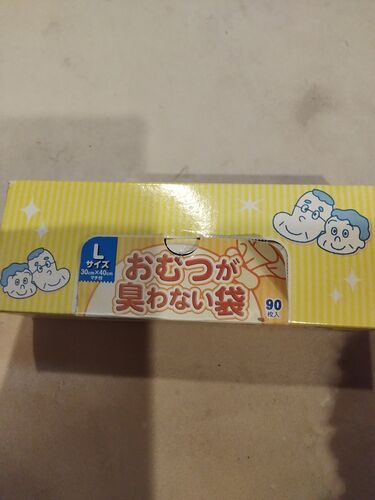 L
サイズ
30cm×40cm
マチ付
おむつが
臭わない袋
90
枚入